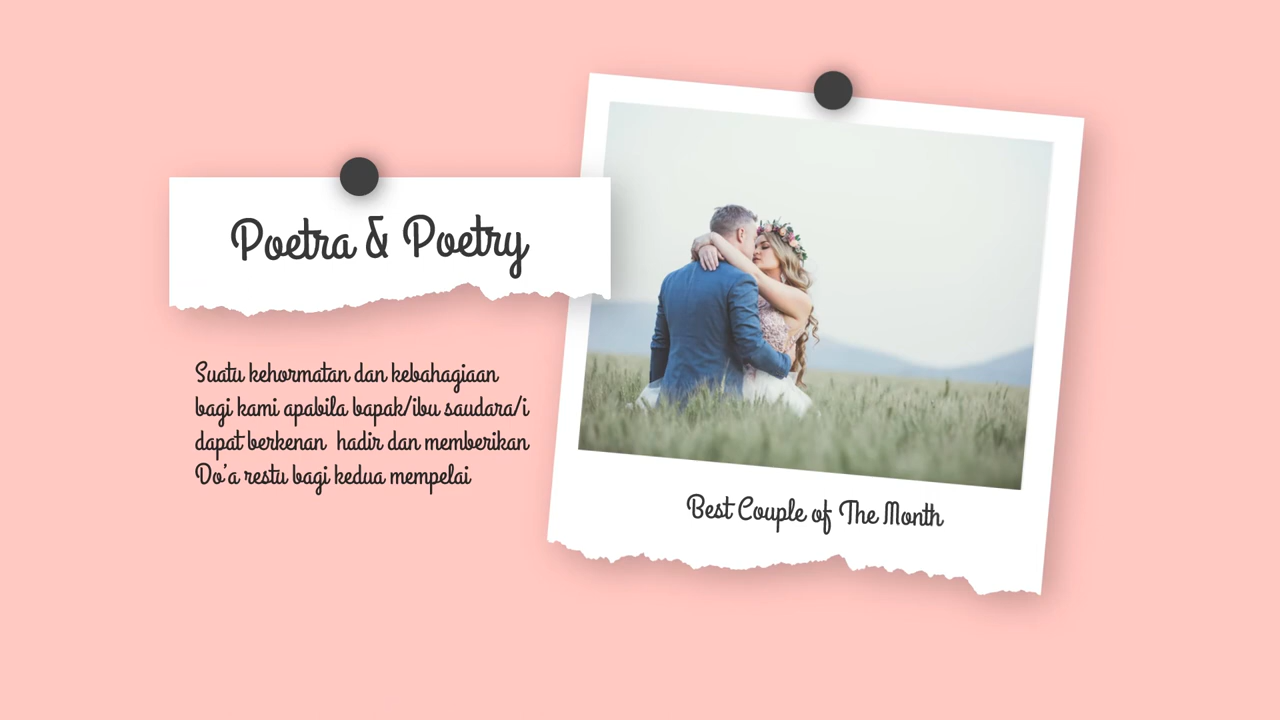 Poetra & Poetry
Suatu kehormatan dan kebahagiaan
bagi kami apabila bapak/ibu saudara/i
dapat berkenan hadir dan memberikan
Do'a restu bagi kedua mempelai
Best Couple of The Month